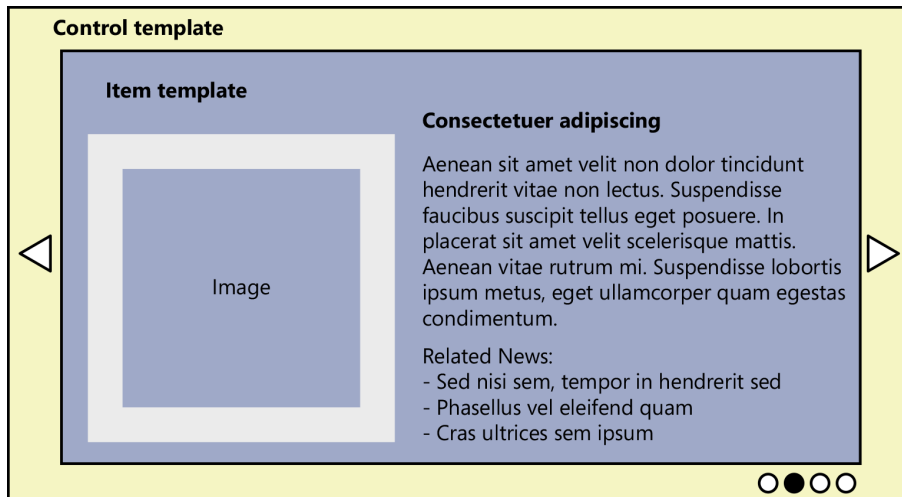 Control template
Item template
Consectetuer adipiscing
Aenean sit amet velit non dolor tincidunt
hendrerit vitae non lectus. Suspendisse
faucibus suscipit tellus eget posuere. In
placerat sit amet velit scelerisque mattis.
Aenean vitae rutrum mi. Suspendisse lobortis
ipsum metus, eget ullamcorper quam egestas
condimentum.
Image
Related News:
- Sed nisi sem, tempor in hendrerit sed
- Phasellus vel eleifend quam
- Cras ultrices sem ipsum